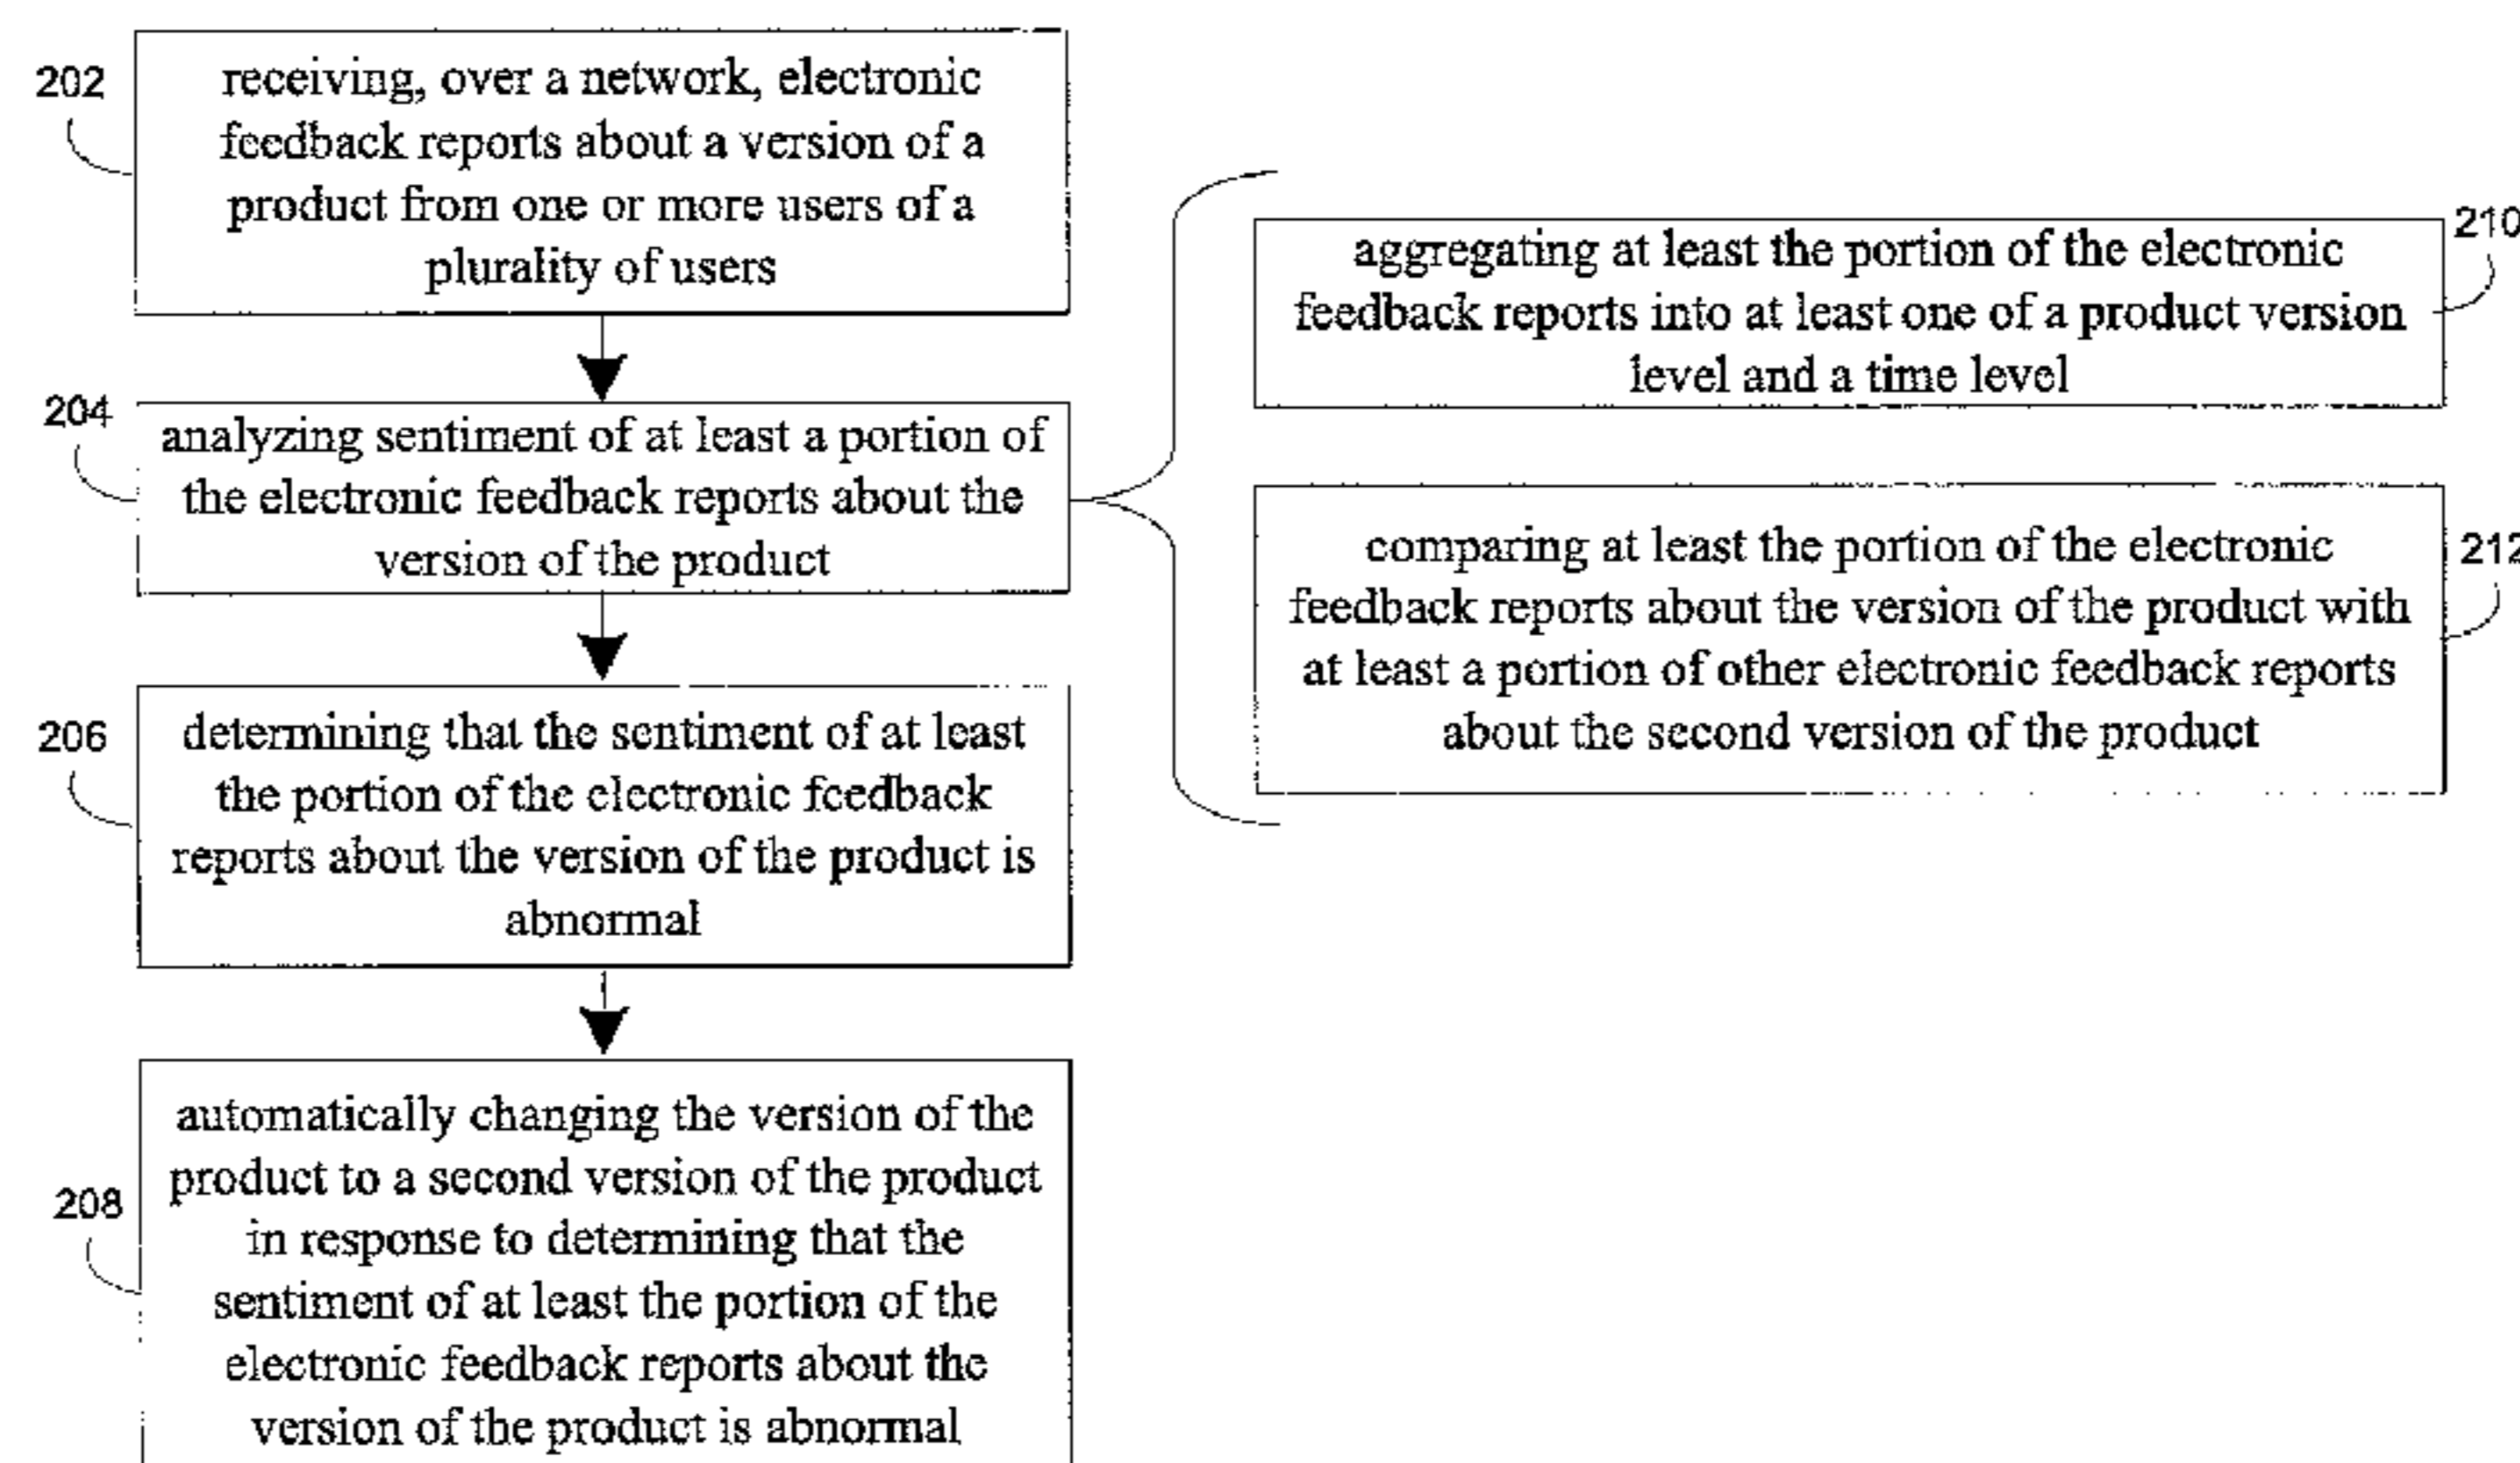 202
receiving, over a network, electronic
feedback reports about a version of a
product from one or more users of a
plurality of users
204
analyzing sentiment of at least a portion of
the electronic feedback reports about the
version of the product
206
determining that the sentiment of at least
the portion of the electronic feedback
reports about the version of the product is
abnormal
208
automatically changing the version of the
product to a second version of the product
in response to determining that the
sentiment of at least the portion of the
electronic feedback reports about the
version of the product is abnormal
210
aggregating at least the portion of the electronic
feedback reports into at least one of a product version
level and a time level
212
comparing at least the portion of the electronic
feedback reports about the version of the product with
at least a portion of other electronic feedback reports
about the second version of the product